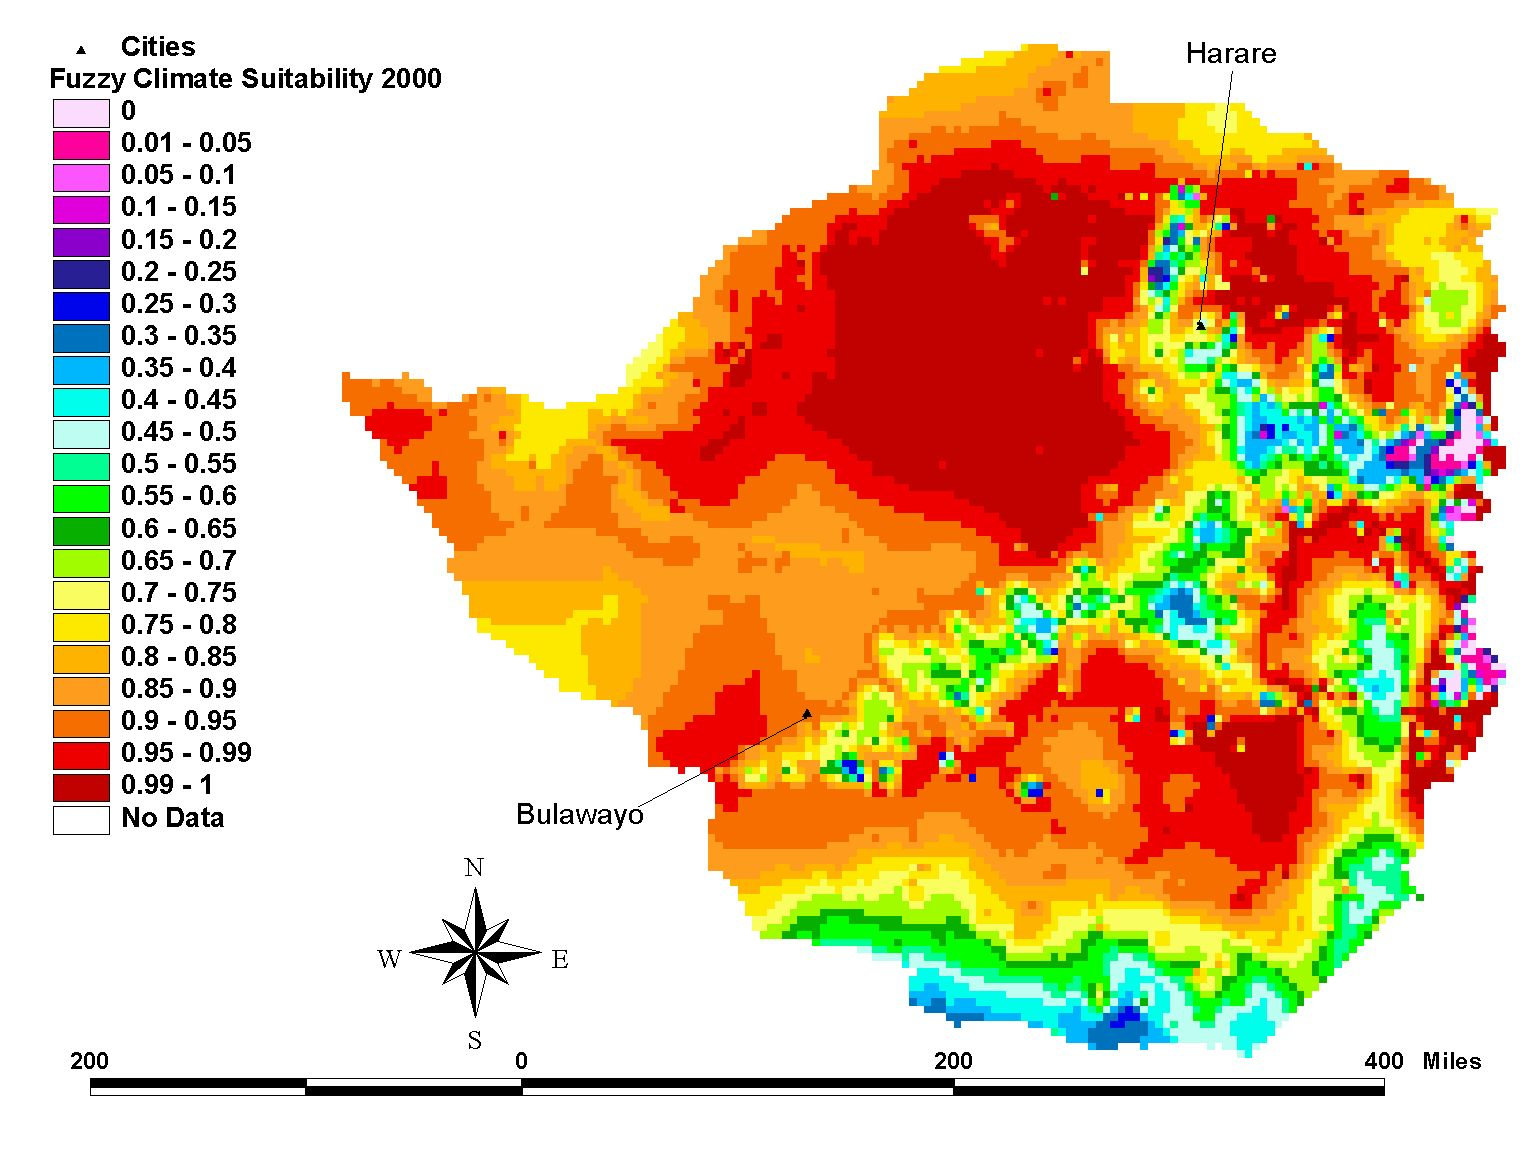 Cities
Fuzzy Climate Suitability 2000
0
0.01 - 0.05
0.05 - 0.1
0.1 - 0.15
0.15 - 0.2
0.2 - 0.25
0.25 - 0.3
0.3 - 0.35
0.35 - 0.4
0.4 - 0.45
0.45 - 0.5
0.5 - 0.55
0.55 - 0.6
0.6 - 0.65
0.65 - 0.7
0.7 - 0.75
0.75 - 0.8
0.8 - 0.85
0.85 - 0.9
0.9 - 0.95
0.95 - 0.99
0.99 - 1
No Data
Harare
Bulawayo
N
W E
S
200 0 200 400 Miles